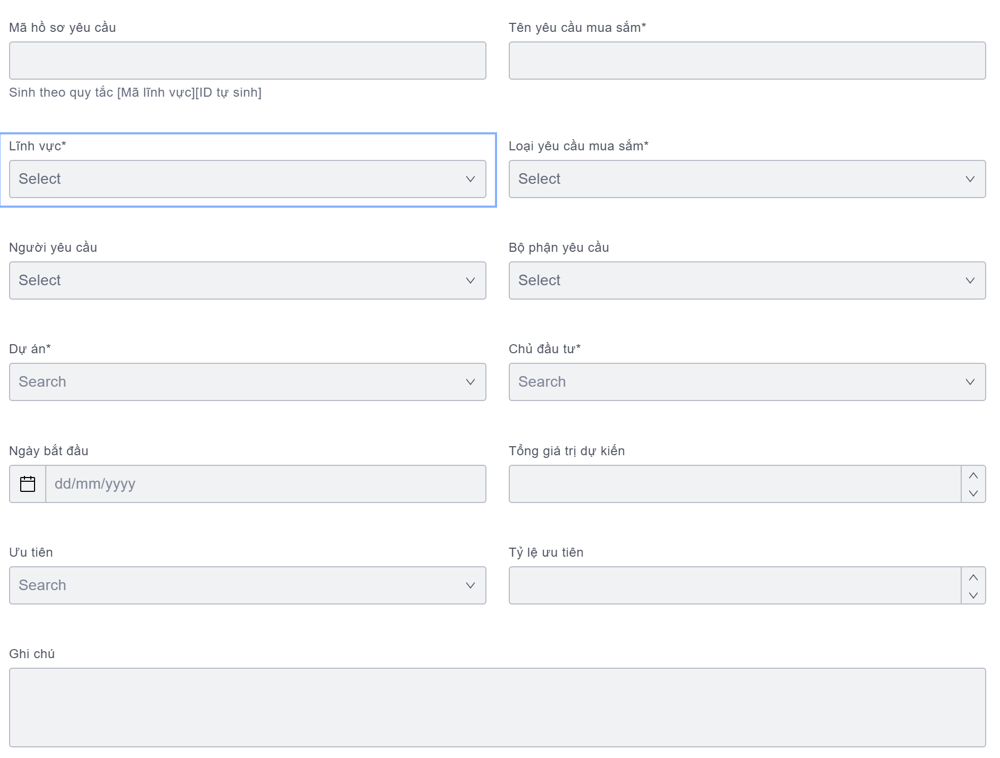 Mã hồ sơ yêu cầu
Tên yêu cầu mua sắm*
Sinh theo quy tắc [Mã lĩnh vực][ID tự sinh]
Lĩnh vực*
Loại yêu cầu mua sắm*
Select
Select
Người yêu cầu
Bộ phận yêu cầu
Select
Select
Dự án*
Chủ đầu tư*
Search
Search
Ngày bắt đầu
Tổng giá trị dự kiến
dd/mm/yyyy
Ưu tiên
Tỷ lệ ưu tiên
Search
Ghi chú